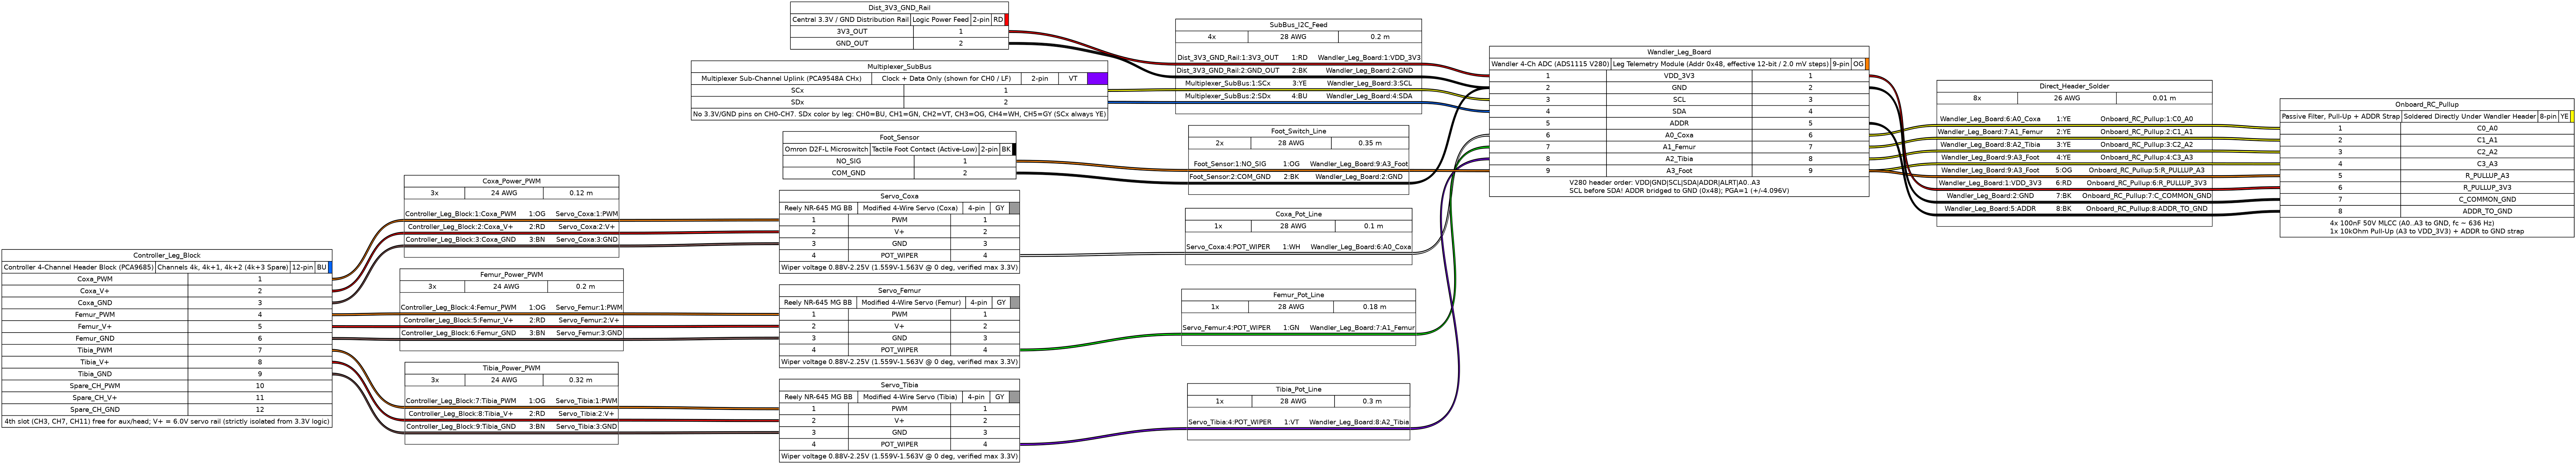 Dist_3V3_GND_Rail
Central 3.3V / GND Distribution Rail Logic Power Feed 2-pin RD
3V3_OUT 1
GND_OUT 2
Multiplexer_SubBus
Multiplexer Sub-Channel Uplink (PCA9548A CHx) Clock + Data Only (shown for CH0 / LF) 2-pin VT
SCx 1
SDx 2
No 3.3V/GND pins on CH0-CH7. SDx color by leg: CH0=BU, CH1=GN, CH2=VT, CH3=OG, CH4=WH, CH5=GY (SCx always YE)
Foot_Sensor
Omron D2F-L Microswitch Tactile Foot Contact (Active-Low) 2-pin BK
NO_SIG 1
COM_GND 2
Controller_Leg_Block
Controller 4-Channel Header Block (PCA9685) Channels 4k, 4k+1, 4k+2 (4k+3 Spare) 12-pin BU
Coxa_PWM 1
Coxa_V+ 2
Coxa_GND 3
Femur_PWM 4
Femur_V+ 5
Femur_GND 6
Tibia_PWM 7
Tibia_V+ 8
Tibia_GND 9
Spare_CH_PWM 10
Spare_CH_V+ 11
Spare_CH_GND 12
4th slot (CH3, CH7, CH11) free for aux/head; V+ = 6.0V servo rail (strictly isolated from 3.3V logic)
Coxa_Power_PWM
3x 24 AWG 0.12 m
Controller_Leg_Block:1:Coxa_PWM 1:OG Servo_Coxa:1:PWM
Controller_Leg_Block:2:Coxa_V+ 2:RD Servo_Coxa:2:V+
Controller_Leg_Block:3:Coxa_GND 3:BN Servo_Coxa:3:GND
Femur_Power_PWM
3x 24 AWG 0.2 m
Controller_Leg_Block:4:Femur_PWM 1:OG Servo_Femur:1:PWM
Controller_Leg_Block:5:Femur_V+ 2:RD Servo_Femur:2:V+
Controller_Leg_Block:6:Femur_GND 3:BN Servo_Femur:3:GND
Tibia_Power_PWM
3x 24 AWG 0.32 m
Controller_Leg_Block:7:Tibia_PWM 1:OG Servo_Tibia:1:PWM
Controller_Leg_Block:8:Tibia_V+ 2:RD Servo_Tibia:2:V+
Controller_Leg_Block:9:Tibia_GND 3:BN Servo_Tibia:3:GND
Servo_Coxa
Reely NR-645 MG BB Modified 4-Wire Servo (Coxa) 4-pin GY
1 PWM 1
2 V+ 2
3 GND 3
4 POT_WIPER 4
Wiper voltage 0.88V-2.25V (1.559V-1.563V @ 0 deg, verified max 3.3V)
Servo_Femur
Reely NR-645 MG BB Modified 4-Wire Servo (Femur) 4-pin GY
1 PWM 1
2 V+ 2
3 GND 3
4 POT_WIPER 4
Wiper voltage 0.88V-2.25V (1.559V-1.563V @ 0 deg, verified max 3.3V)
Servo_Tibia
Reely NR-645 MG BB Modified 4-Wire Servo (Tibia) 4-pin GY
1 PWM 1
2 V+ 2
3 GND 3
4 POT_WIPER 4
Wiper voltage 0.88V-2.25V (1.559V-1.563V @ 0 deg, verified max 3.3V)
SubBus_I2C_Feed
4x 28 AWG 0.2 m
Dist_3V3_GND_Rail:1:3V3_OUT 1:RD Wandler_Leg_Board:1:VDD_3V3
Dist_3V3_GND_Rail:2:GND_OUT 2:BK Wandler_Leg_Board:2:GND
Multiplexer_SubBus:1:SCx 3:YE Wandler_Leg_Board:3:SCL
Multiplexer_SubBus:2:SDx 4:BU Wandler_Leg_Board:4:SDA
Foot_Switch_Line
2x 28 AWG 0.35 m
Foot_Sensor:1:NO_SIG 1:OG Wandler_Leg_Board:9:A3_Foot
Foot_Sensor:2:COM_GND 2:BK Wandler_Leg_Board:2:GND
Coxa_Pot_Line
1x 28 AWG 0.1 m
Servo_Coxa:4:POT_WIPER 1:WH Wandler_Leg_Board:6:A0_Coxa
Femur_Pot_Line
1x 28 AWG 0.18 m
Servo_Femur:4:POT_WIPER 1:GN Wandler_Leg_Board:7:A1_Femur
Tibia_Pot_Line
1x 28 AWG 0.3 m
Servo_Tibia:4:POT_WIPER 1:VT Wandler_Leg_Board:8:A2_Tibia
Wandler_Leg_Board
Wandler 4-Ch ADC (ADS1115 V280) Leg Telemetry Module (Addr 0x48, effective 12-bit / 2.0 mV steps) 9-pin OG
1 VDD_3V3 1
2 GND 2
3 SCL 3
4 SDA 4
5 ADDR 5
6 A0_Coxa 6
7 A1_Femur 7
8 A2_Tibia 8
9 A3_Foot 9
V280 header order: VDD|GND|SCL|SDA|ADDR|ALRT|A0..A3
SCL before SDA! ADDR bridged to GND (0x48); PGA=1 (+/-4.096V)
Direct_Header_Solder
8x 26 AWG 0.01 m
Wandler_Leg_Board:6:A0_Coxa 1:YE Onboard_RC_Pullup:1:C0_A0
Wandler_Leg_Board:7:A1_Femur 2:YE Onboard_RC_Pullup:2:C1_A1
Wandler_Leg_Board:8:A2_Tibia 3:YE Onboard_RC_Pullup:3:C2_A2
Wandler_Leg_Board:9:A3_Foot 4:YE Onboard_RC_Pullup:4:C3_A3
Wandler_Leg_Board:9:A3_Foot 5:OG Onboard_RC_Pullup:5:R_PULLUP_A3
Wandler_Leg_Board:1:VDD_3V3 6:RD Onboard_RC_Pullup:6:R_PULLUP_3V3
Wandler_Leg_Board:2:GND 7:BK Onboard_RC_Pullup:7:C_COMMON_GND
Wandler_Leg_Board:5:ADDR 8:BK Onboard_RC_Pullup:8:ADDR_TO_GND
Onboard_RC_Pullup
Passive Filter, Pull-Up + ADDR Strap Soldered Directly Under Wandler Header 8-pin YE
1 C0_A0
2 C1_A1
3 C2_A2
4 C3_A3
5 R_PULLUP_A3
6 R_PULLUP_3V3
7 C_COMMON_GND
8 ADDR_TO_GND
4x 100nF 50V MLCC (A0..A3 to GND, fc ~ 636 Hz)
1x 10kOhm Pull-Up (A3 to VDD_3V3) + ADDR to GND strap